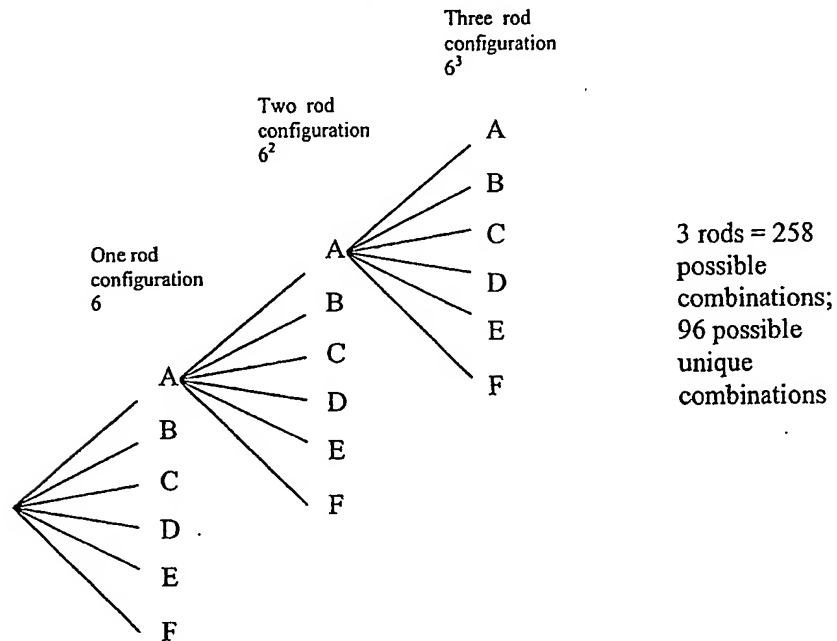 Three rod
configuration
6³
Two rod
configuration
6²
One rod
configuration
6
A
B
C
D
E
F
A
B
C
D
E
F
A
B
C
D
E
F
3 rods = 258
possible
combinations;
96 possible
unique
combinations